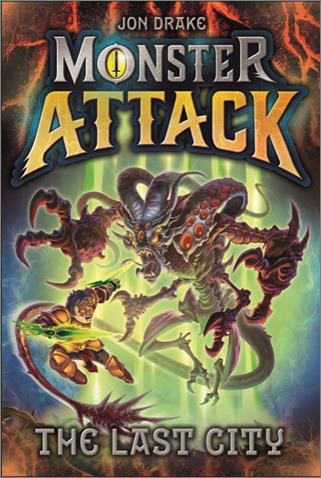 JON DRAKE
MONSTER
ATTACK
THE LAST CITY